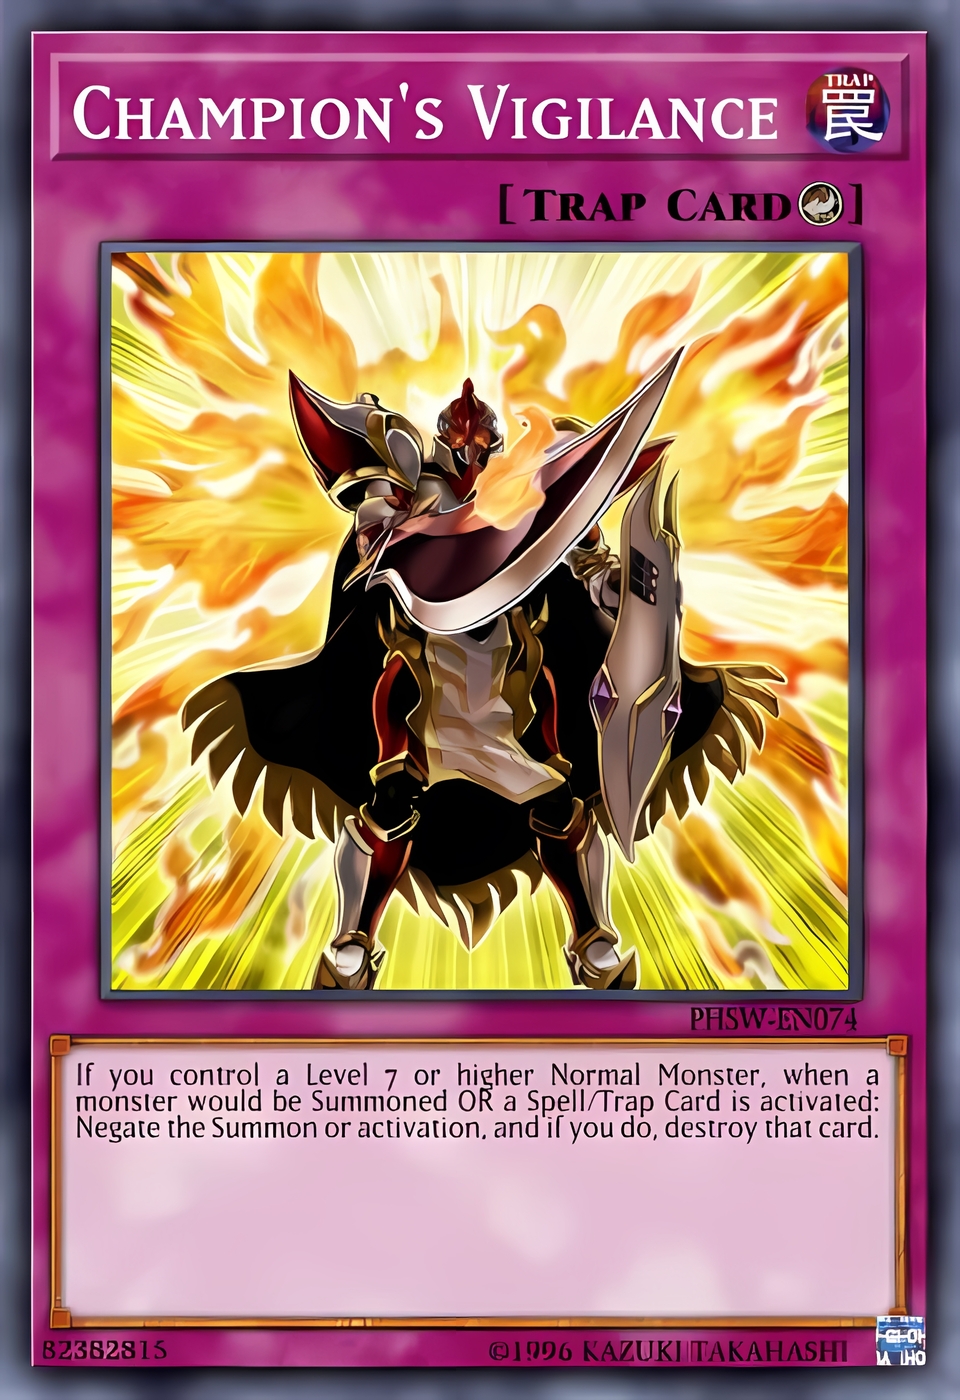 CHAMPION'S VIGILANCE
TRAP
罠
[TRAP CARD]
PHSW-EN074
If you control a Level 7 or higher Normal Monster, when a
monster would be Summoned OR a Spell/Trap Card is activated:
Negate the Summon or activation, and if you do, destroy that card.
82382815
©1996 KAZUKI TAKAHASHI